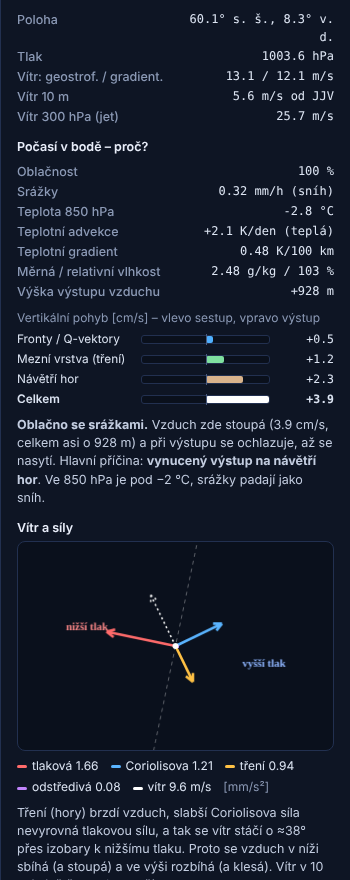 Poloha 60.1° s. š., 8.3° v.
d.
Tlak 1003.6 hPa
Vítr: geostrof. / gradient. 13.1 / 12.1 m/s
Vítr 10 m 5.6 m/s od JJV
Vítr 300 hPa (jet) 25.7 m/s
Počasí v bodě – proč?
Oblačnost 100 %
Srážky 0.32 mm/h (sníh)
Teplota 850 hPa -2.8 °C
Teplotní advekce +2.1 K/den (teplá)
Teplotní gradient 0.48 K/100 km
Měrná / relativní vlhkost 2.48 g/kg / 103 %
Výška výstupu vzduchu +928 m
Vertikální pohyb [cm/s] – vlevo sestup, vpravo výstup
Fronty / Q-vektory +0.5
Mezní vrstva (tření) +1.2
Návětří hor +2.3
Celkem +3.9
Oblačno se srážkami. Vzduch zde stoupá (3.9 cm/s,
celkem asi o 928 m) a při výstupu se ochlazuje, až se
nasytí. Hlavní příčina: vynucený výstup na návětří
hor. Ve 850 hPa je pod −2 °C, srážky padají jako
sníh.
Vítr a síly
nižší tlak
vyšší tlak
tlaková 1.66 Coriolisova 1.21 tření 0.94
odstředivá 0.08 vítr 9.6 m/s [mm/s²]
Tření (hory) brzdí vzduch, slabší Coriolisova síla
nevyrovná tlakovou sílu, a tak se vítr stáčí o ≈38°
přes izobary k nižšímu tlaku. Proto se vzduch v níži
sbíhá (a stoupá) a ve výši rozbíhá (a klesá). Vítr v 10